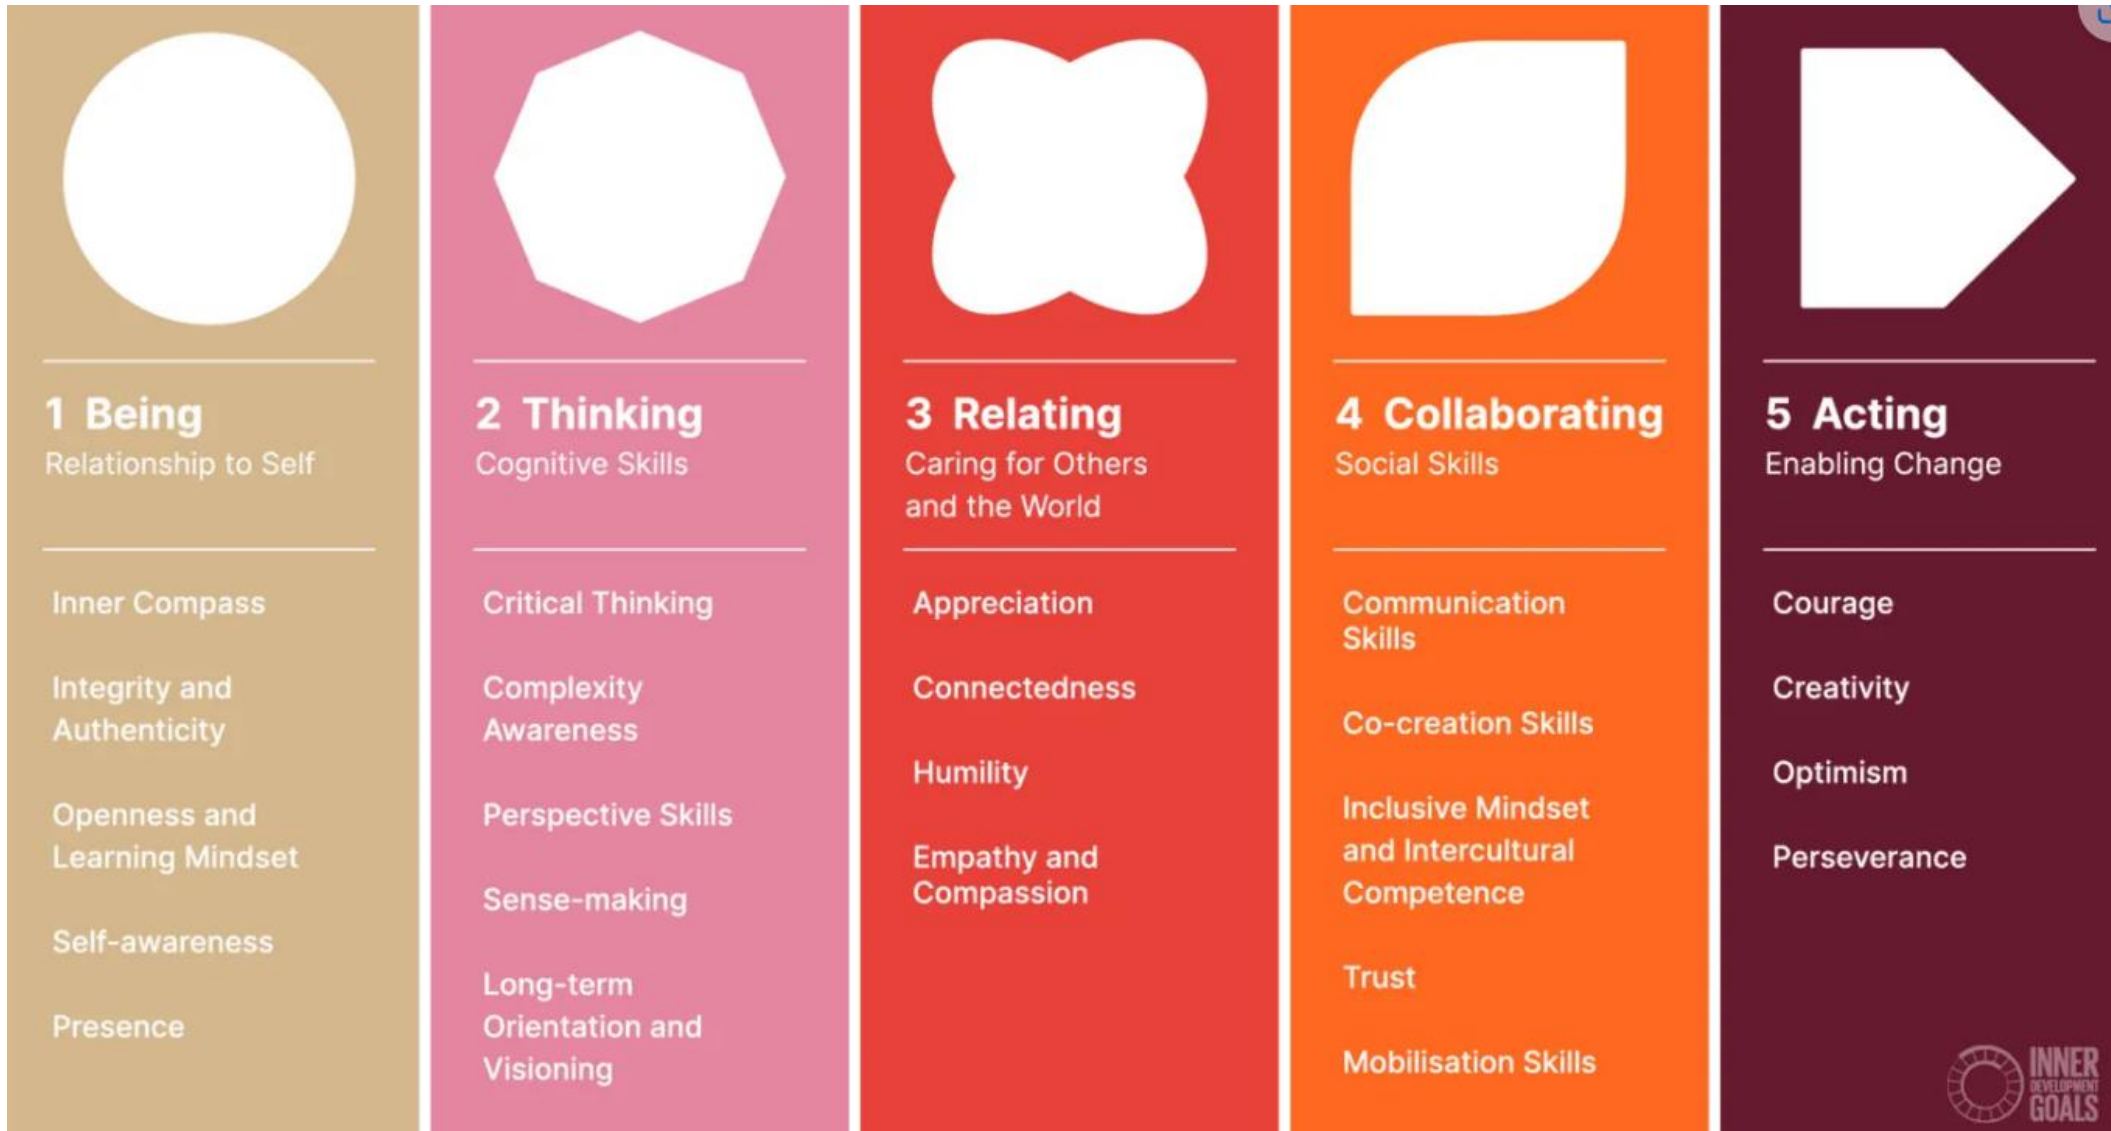 1 Being
Relationship to Self
Inner Compass
Integrity and
Authenticity
Openness and
Learning Mindset
Self-awareness
Presence
2 Thinking
Cognitive Skills
Critical Thinking
Complexity
Awareness
Perspective Skills
Sense-making
Long-term
Orientation and
Visioning
3 Relating
Caring for Others
and the World
Appreciation
Connectedness
Humility
Empathy and
Compassion
4 Collaborating
Social Skills
Communication
Skills
Co-creation Skills
Inclusive Mindset
and Intercultural
Competence
Trust
Mobilisation Skills
5 Acting
Enabling Change
Courage
Creativity
Optimism
Perseverance
INNER
DEVELOPMENT
GOALS